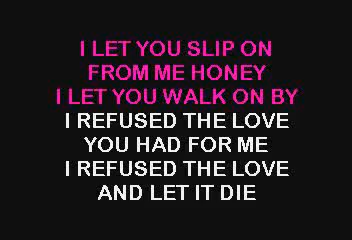 I LET YOU SLIP ON
FROM ME HONEY
I LET YOU WALK ON BY
I REFUSED THE LOVE
YOU HAD FOR ME
I REFUSED THE LOVE
AND LET IT DIE